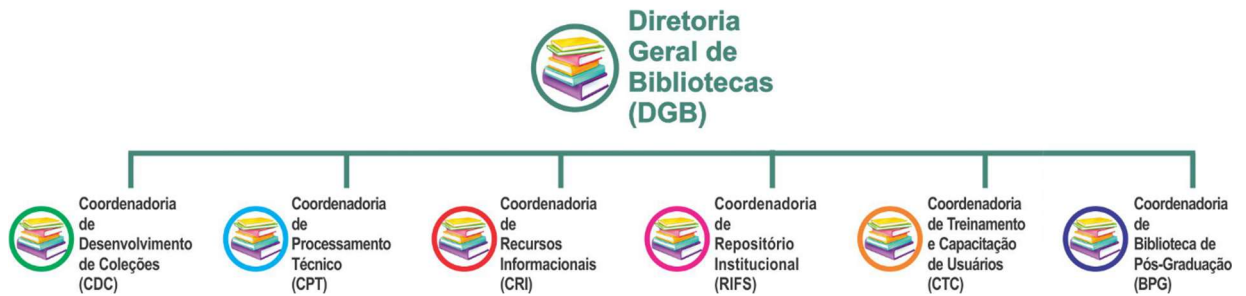 Diretoria
Geral de
Bibliotecas
(DGB)
Coordenadoria
de
Desenvolvimento
de Coleções
(CDC)
Coordenadoria
de
Processamento
Técnico
(CPT)
Coordenadoria
de
Recursos
Informacionais
(CRI)
Coordenadoria
de
Repositório
Institucional
(RIFS)
Coordenadoria
de Treinamento
e Capacitação
de Usuários
(CTC)
Coordenadoria
de
Biblioteca de
Pós-Graduação
(BPG)